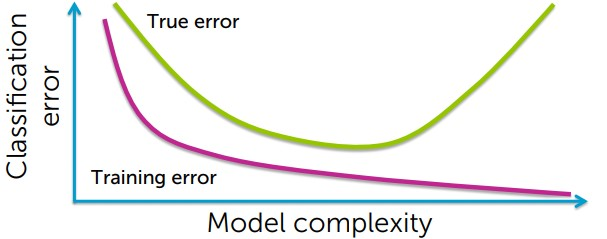 True error
Classification
error
Training error
Model complexity